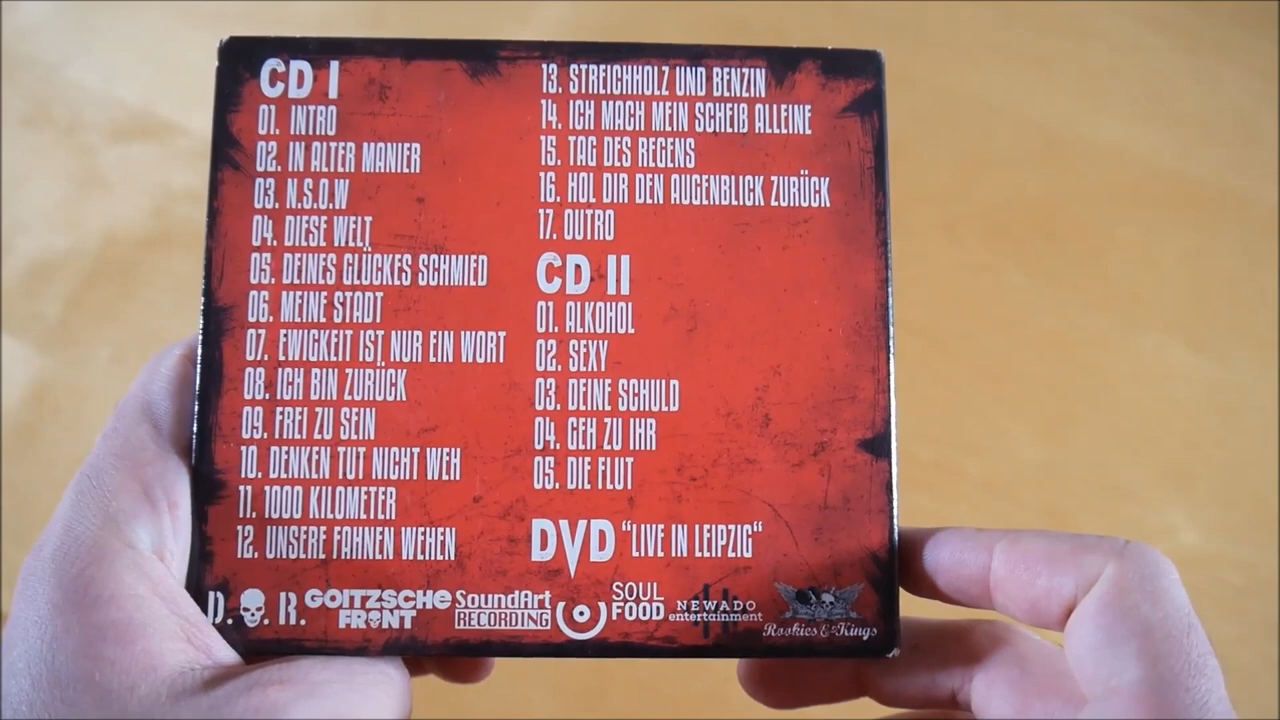 CD I
01. INTRO
02. IN ALTER MANIER
03. N.S.O.W
04. DIESE WELT
05. DEINES GLÜCKES SCHMIED
06. MEINE STADT
07. EWIGKEIT IST NUR EIN WORT
08. ICH BIN ZURÜCK
09. FREI ZU SEIN
10. DENKEN TUT NICHT WEH
11. 1000 KILOMETER
12. UNSERE FAHNEN WEHEN
13. STREICHHOLZ UND BENZIN
14. ICH MACH MEIN SCHEIß ALLEINE
15. TAG DES REGENS
16. HOL DIR DEN AUGENBLICK ZURÜCK
17. OUTRO
CD II
01. ALKOHOL
02. SEXY
03. DEINE SCHULD
04. GEH ZU IHR
05. DIE FLUT
DVD "LIVE IN LEIPZIG"
D. R.
GOITZSCHE
FRONT
SoundArt
RECORDING
SOUL
FOOD
NEWADO
entertainment
Rookies & Kings